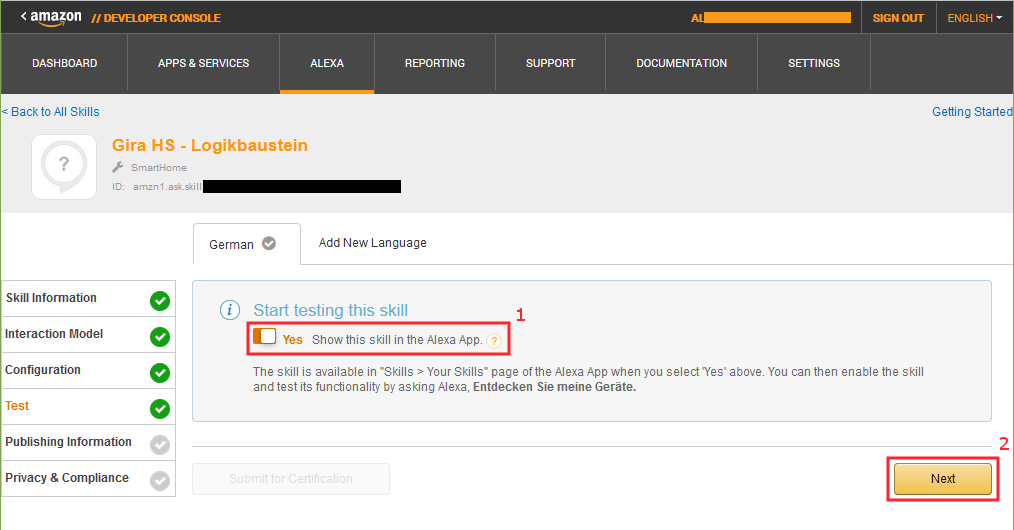 < amazon // DEVELOPER CONSOLE AL SIGN OUT ENGLISH
DASHBOARD APPS & SERVICES ALEXA REPORTING SUPPORT DOCUMENTATION SETTINGS
< Back to All Skills Getting Started
? Gira HS - Logikbaustein
SmartHome
ID: amzn1.ask.skill
German Add New Language
Skill Information
Interaction Model
Configuration
Test
Publishing Information
Privacy & Compliance
i Start testing this skill 1
Yes Show this skill in the Alexa App. ?
The skill is available in "Skills > Your Skills" page of the Alexa App when you select 'Yes' above. You can then enable the skill
and test its functionality by asking Alexa, Entdecken Sie meine Geräte.
2
Submit for Certification Next